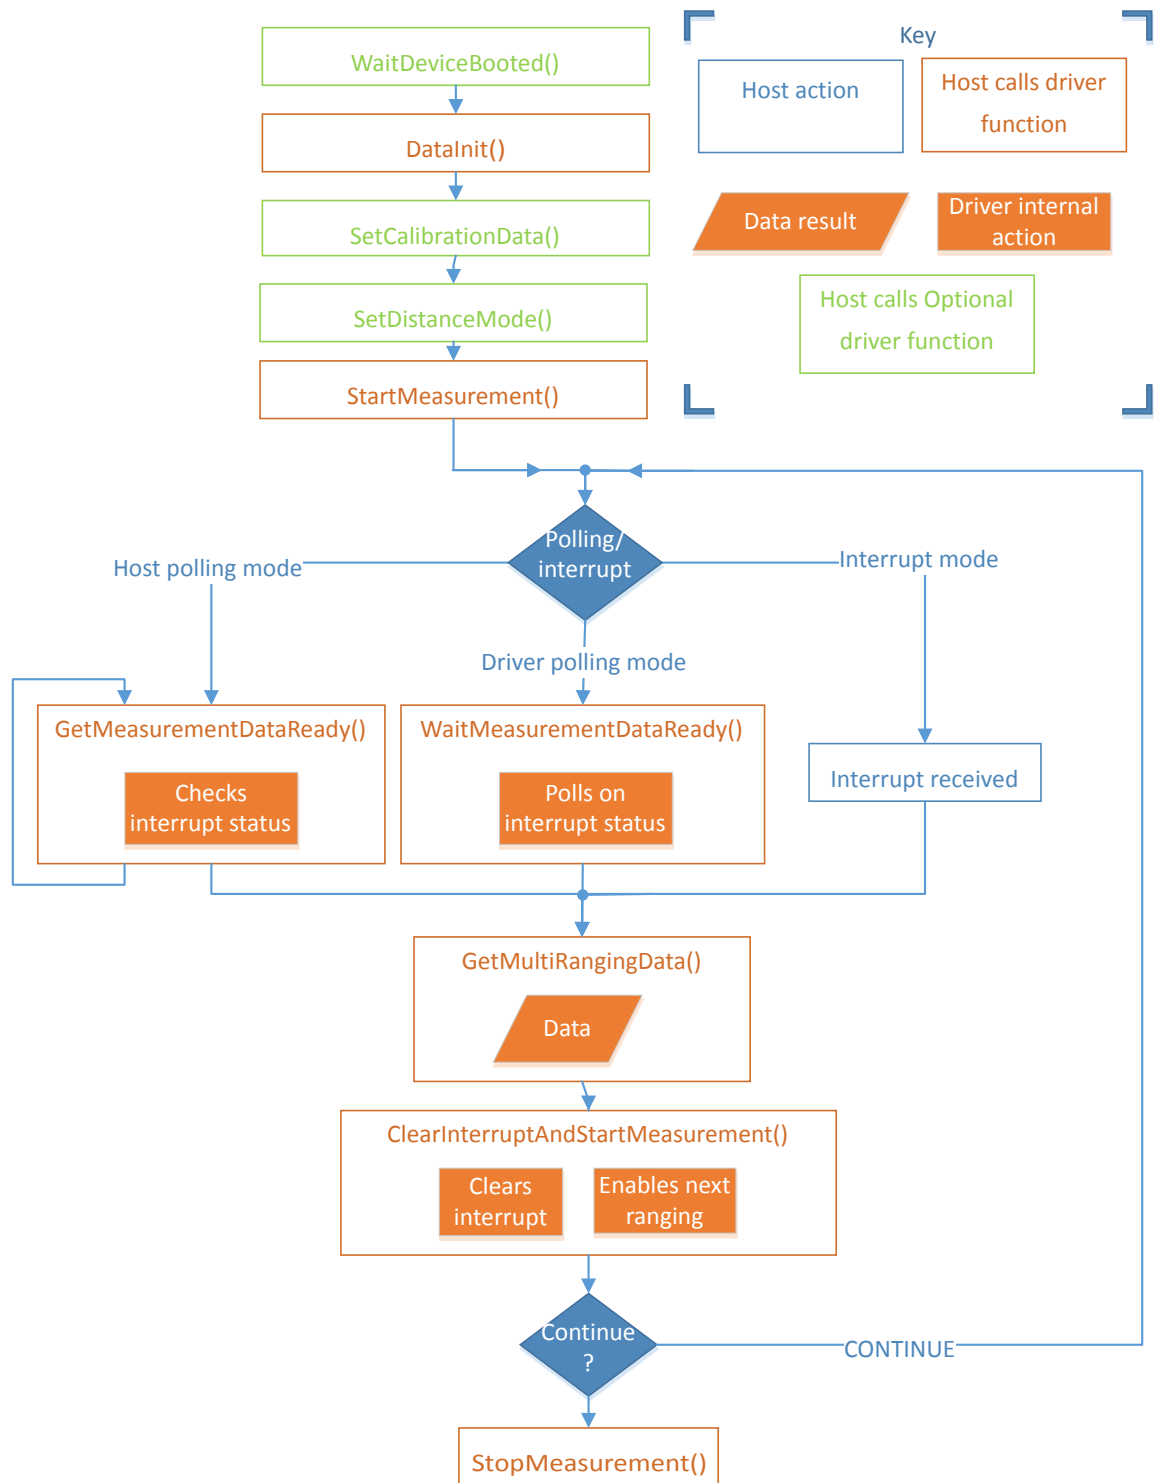 WaitDeviceBooted()
DataInit()
SetCalibrationData()
SetDistanceMode()
StartMeasurement()
Key
Host action
Host calls driver
function
Data result
Driver internal
action
Host calls Optional
driver function
Polling/
interrupt
Host polling mode
Interrupt mode
Driver polling mode
GetMeasurementDataReady()
Checks
interrupt status
WaitMeasurementDataReady()
Polls on
interrupt status
Interrupt received
GetMultiRangingData()
Data
ClearInterruptAndStartMeasurement()
Clears
interrupt
Enables next
ranging
Continue
?
CONTINUE
StopMeasurement()